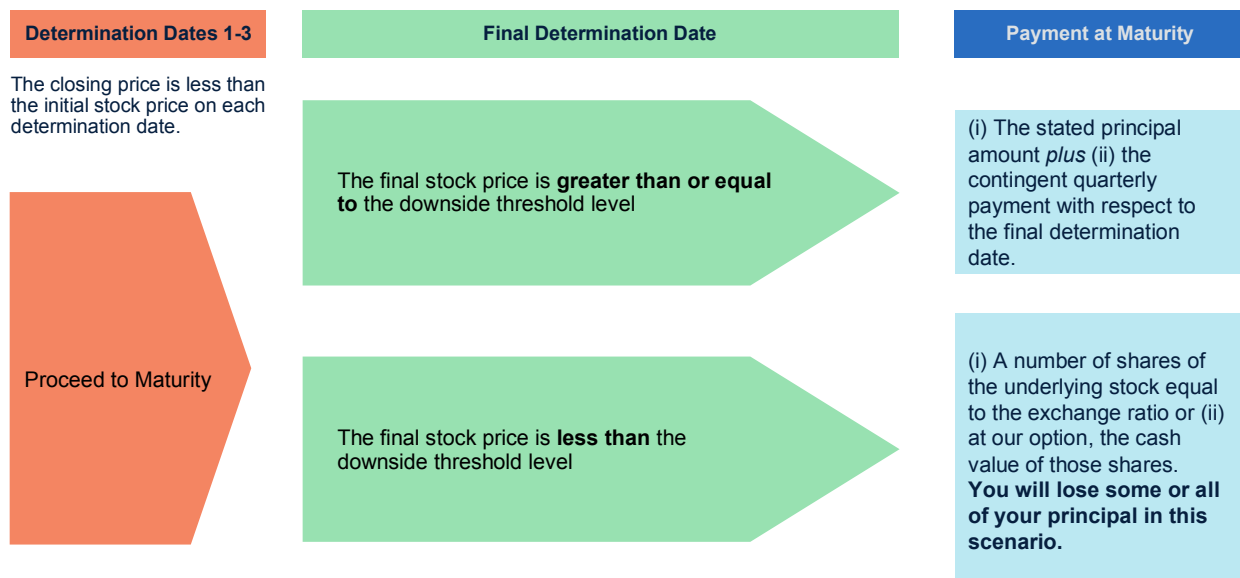 Determination Dates 1-3
Final Determination Date
Payment at Maturity
The closing price is less than
the initial stock price on each
determination date.
Proceed to Maturity
The final stock price is greater than or equal
to the downside threshold level
(i) The stated principal
amount plus (ii) the
contingent quarterly
payment with respect to
the final determination
date.
The final stock price is less than the
downside threshold level
(i) A number of shares of
the underlying stock equal
to the exchange ratio or (ii)
at our option, the cash
value of those shares.
You will lose some or all
of your principal in this
scenario.